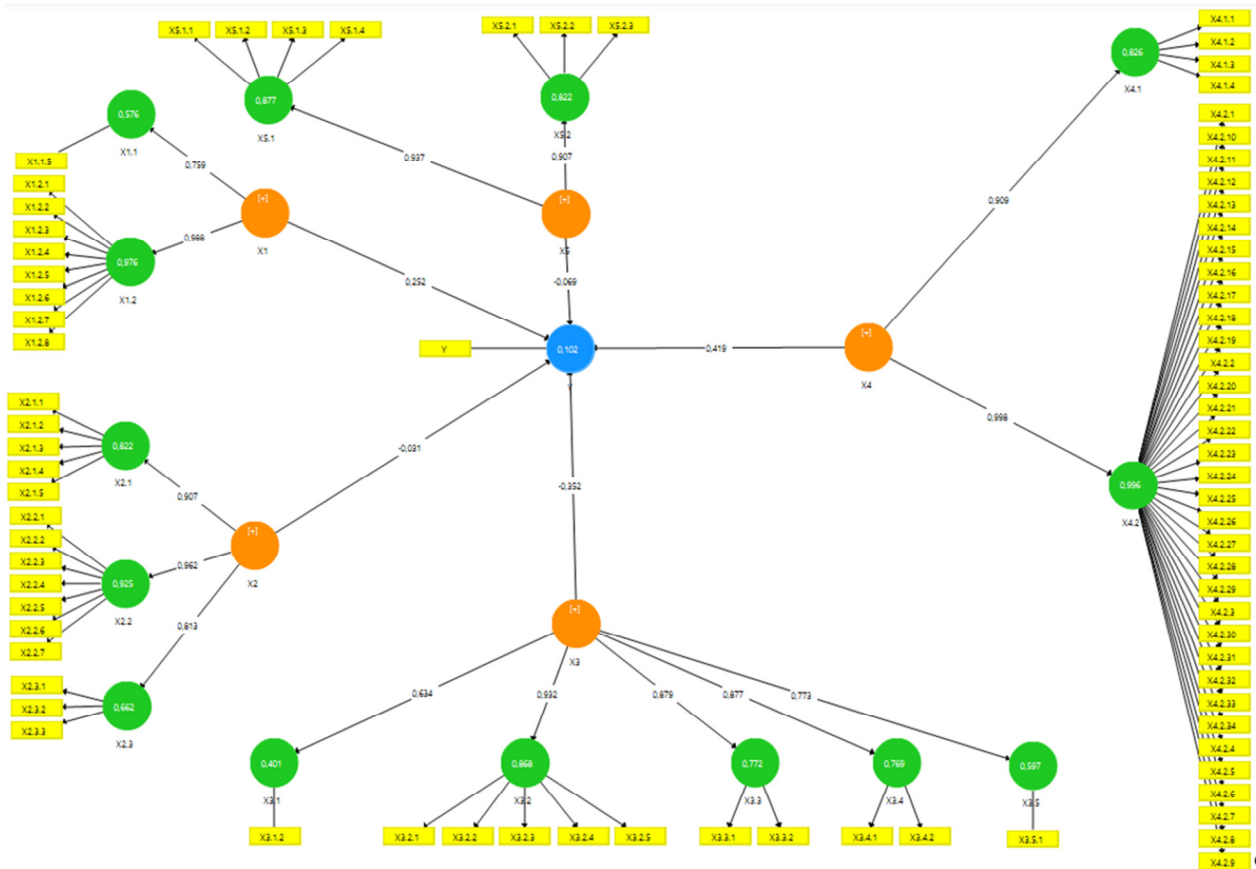 X5.1.1 X5.1.2 X5.1.3 X5.1.4
X5.2.1 X5.2.2 X5.2.3
0,877
X5.1
0,822
X5.2
0,576
X1.1
X1.1.5
X1.2.1
X1.2.2
X1.2.3
X1.2.4
X1.2.5
X1.2.6
X1.2.7
X1.2.8
0,976
X1.2
0,759
0,988
[+]
X1
0,937
0,907
[+]
X5
0,252
-0,069
Y
0,102
0,419
[+]
X4
0,909
0,998
0,826
X4.1
X4.1.1
X4.1.2
X4.1.3
X4.1.4
0,996
X4.2
X4.2.1
X4.2.10
X4.2.11
X4.2.12
X4.2.13
X4.2.14
X4.2.15
X4.2.16
X4.2.17
X4.2.18
X4.2.19
X4.2.2
X4.2.20
X4.2.21
X4.2.22
X4.2.23
X4.2.24
X4.2.25
X4.2.26
X4.2.27
X4.2.28
X4.2.29
X4.2.3
X4.2.30
X4.2.31
X4.2.32
X4.2.33
X4.2.34
X4.2.4
X4.2.5
X4.2.6
X4.2.7
X4.2.8
X4.2.9
X2.1.1
X2.1.2
X2.1.3
X2.1.4
X2.1.5
0,822
X2.1
X2.2.1
X2.2.2
X2.2.3
X2.2.4
X2.2.5
X2.2.6
X2.2.7
0,925
X2.2
X2.3.1
X2.3.2
X2.3.3
0,662
X2.3
0,907
0,962
0,813
[+]
X2
-0,031
-0,352
[+]
X3
0,634 0,932 0,879 0,877 0,773
0,401 0,868 0,772 0,769 0,597
X3.1 X3.2 X3.3 X3.4 X3.5
X3.1.2 X3.2.1 X3.2.2 X3.2.3 X3.2.4 X3.2.5 X3.3.1 X3.3.2 X3.4.1 X3.4.2 X3.5.1